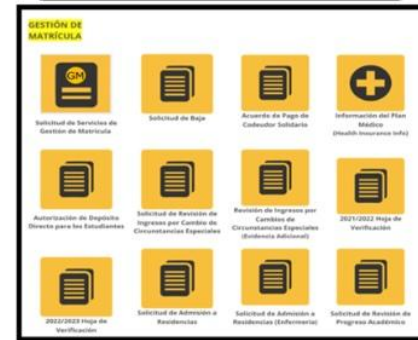 GESTIÓN DE
MATRÍCULA
GM
Solicitud de Servicios de
Gestión de Matrícula
Solicitud de Baja
Acuerdo de Pago de
Codeudor Solidario
Información del Plan
Médico
(Health Insurance Info)
Autorización de Depósito
Directo para los Estudiantes
Solicitud de Revisión de
Ingresos por Cambio de
Circunstancias Especiales
Revisión de Ingresos por
Cambios de
Circunstancias Especiales
(Evidencia Adicional)
2021/2022 Hoja de
Verificación
2022/2023 Hoja de
Verificación
Solicitud de Admisión a
Residencias
Solicitud de Admisión a
Residencias (Enfermería)
Solicitud de Revisión de
Progreso Académico